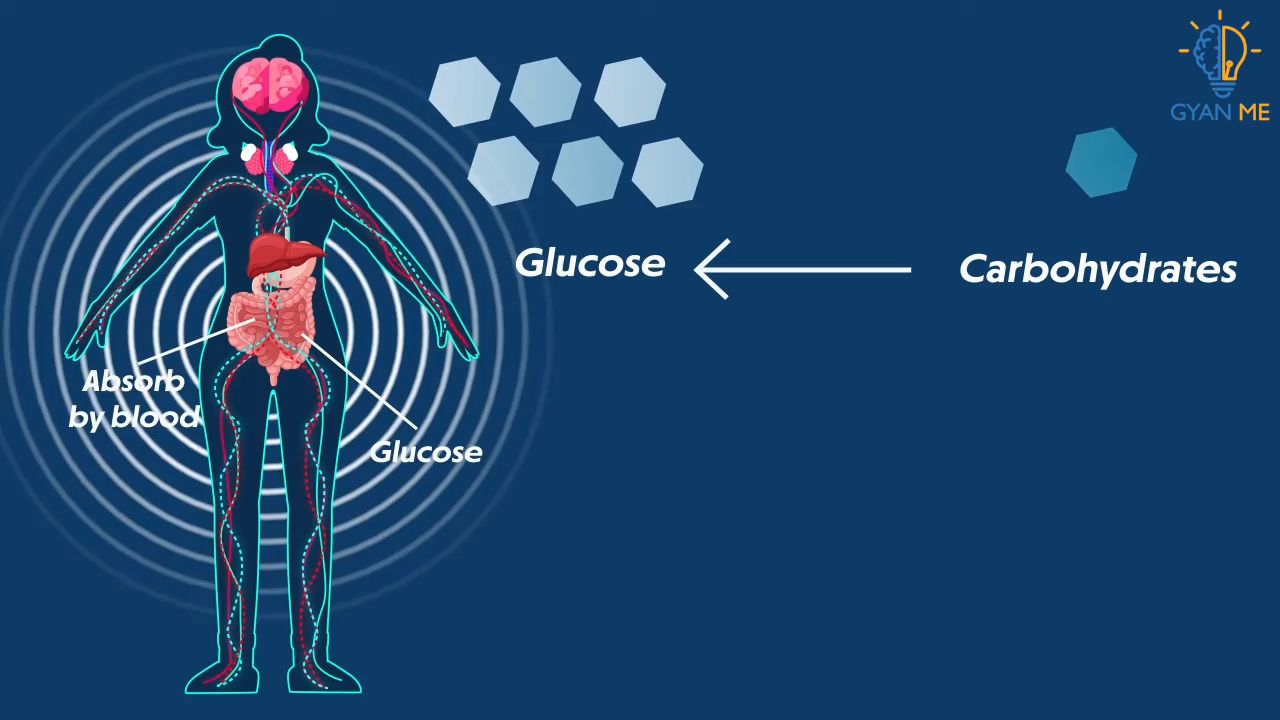 GYAN ME
Glucose
Carbohydrates
Absorb
by blood
Glucose